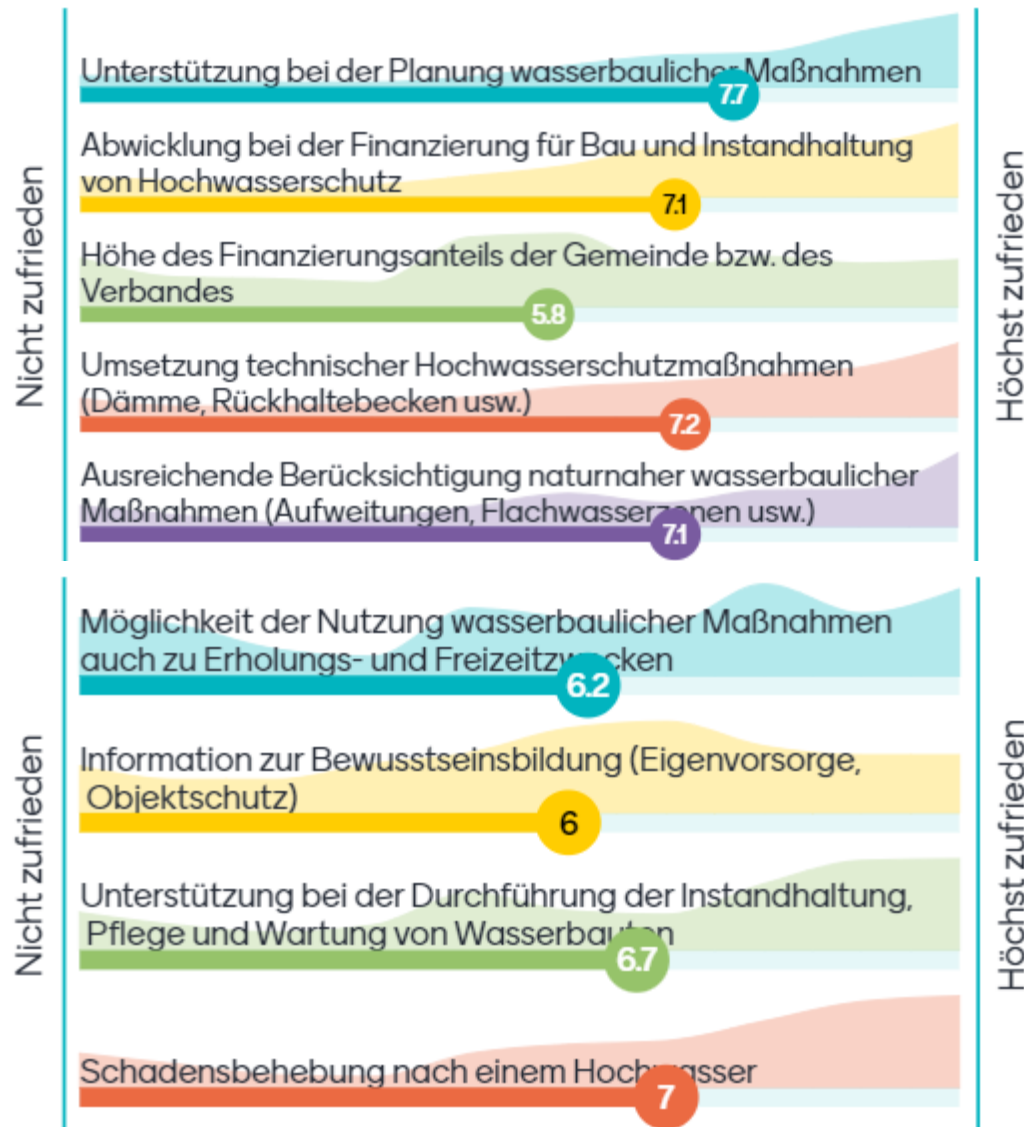 Nicht zufrieden
Unterstützung bei der Planung wasserbaulicher Maßnahmen
7.7
Abwicklung bei der Finanzierung für Bau und Instandhaltung
von Hochwasserschutz
7.1
Höhe des Finanzierungsanteils der Gemeinde bzw. des
Verbandes
5.8
Umsetzung technischer Hochwasserschutzmaßnahmen
(Dämme, Rückhaltebecken usw.)
7.2
Ausreichende Berücksichtigung naturnaher wasserbaulicher
Maßnahmen (Aufweitungen, Flachwasserzonen usw.)
7.1
Höchst zufrieden
Nicht zufrieden
Möglichkeit der Nutzung wasserbaulicher Maßnahmen
auch zu Erholungs- und Freizeitzwecken
6.2
Information zur Bewusstseinsbildung (Eigenvorsorge,
Objektschutz)
6
Unterstützung bei der Durchführung der Instandhaltung,
Pflege und Wartung von Wasserbauten
6.7
Schadensbehebung nach einem Hochwasser
7
Höchst zufrieden